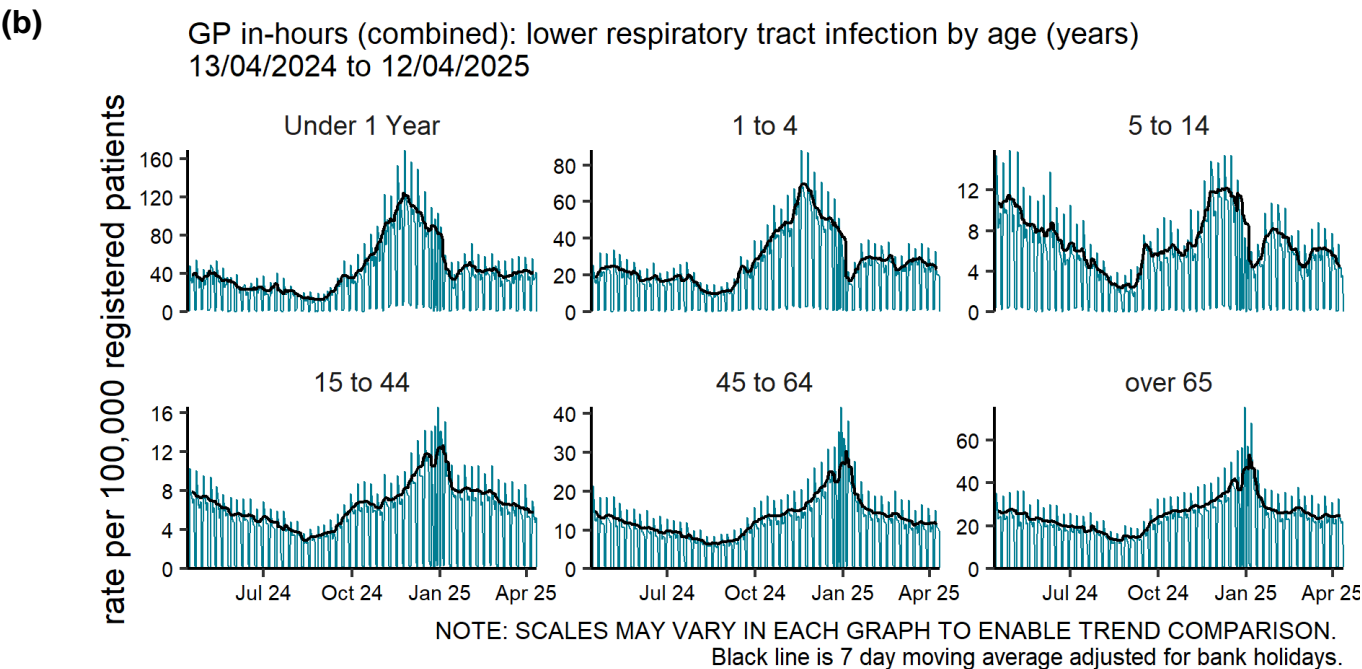 (b)
GP in-hours (combined): lower respiratory tract infection by age (years)
13/04/2024 to 12/04/2025
rate per 100,000 registered patients
Under 1 Year
160
120
80
40
0
1 to 4
80
60
40
20
0
5 to 14
12
8
4
0
15 to 44
16
12
8
4
0
Jul 24 Oct 24 Jan 25 Apr 25
45 to 64
40
30
20
10
0
Jul 24 Oct 24 Jan 25 Apr 25
over 65
60
40
20
0
Jul 24 Oct 24 Jan 25 Apr 25
NOTE: SCALES MAY VARY IN EACH GRAPH TO ENABLE TREND COMPARISON.
Black line is 7 day moving average adjusted for bank holidays.